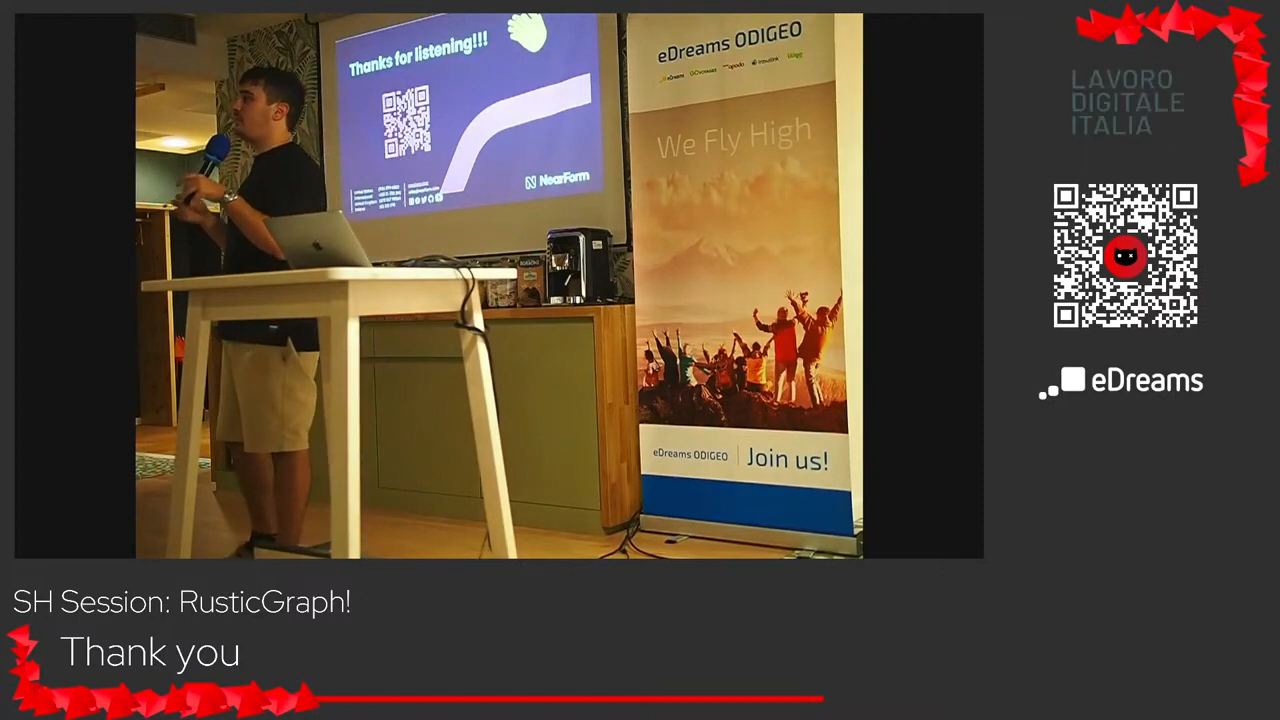 Thanks for listening!!!
NearForm
eDreams ODIGEO
We Fly High
eDreams ODIGEO
Join us!
LAVORO
DIGITALE
ITALIA
eDreams
SH Session: RusticGraph!
Thank you